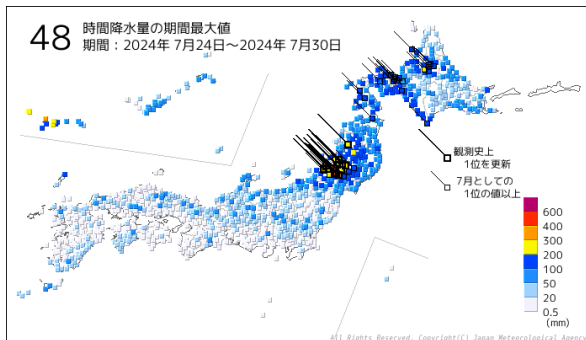 48 時間降水量の期間最大値
期間：2024年 7月24日～2024年 7月30日
観測史上
1位を更新
7月としての
1位の値以上
600
400
300
200
100
50
20
0.5
(mm)
All Rights Reserved. Copyright(C) Japan Meteorological Agency